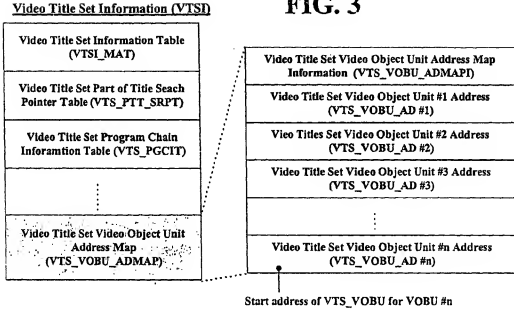 Video Title Set Information (VTSI)
FIG. 3
Video Title Set Information Table
(VTSI_MAT)
Video Title Set Part of Title Seach
Pointer Table (VTS_PTT_SRPT)
Video Title Set Program Chain
Inforamtion Table (VTS_PGCIT)
Video Title Set Video Object Unit
Address Map
(VTS_VOBU_ADMAP)
Video Title Set Video Object Unit Address Map
Information (VTS_VOBU_ADMAPI)
Video Title Set Video Object Unit #1 Address
(VTS_VOBU_AD #1)
Vieo Titles Set Video Object Unit #2 Address
(VTS_VOBU_AD #2)
Video Title Set Video Object Unit #3 Address
(VTS_VOBU_AD #3)
Video Title Set Video Object Unit #n Address
(VTS_VOBU_AD #n)
Start address of VTS_VOBU for VOBU #n